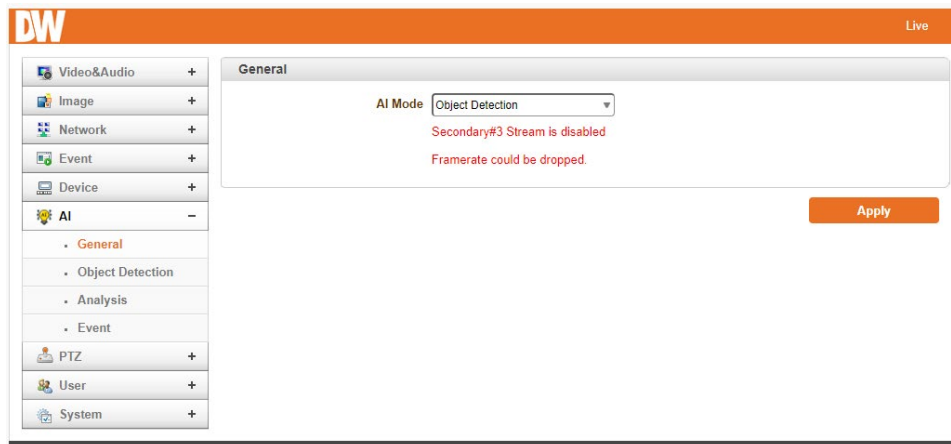 DW
Live
Video&Audio +
Image +
Network +
Event +
Device +
AI −
General
Object Detection
Analysis
Event
PTZ +
User +
System +
General
AI Mode Object Detection
Secondary#3 Stream is disabled
Framerate could be dropped.
Apply